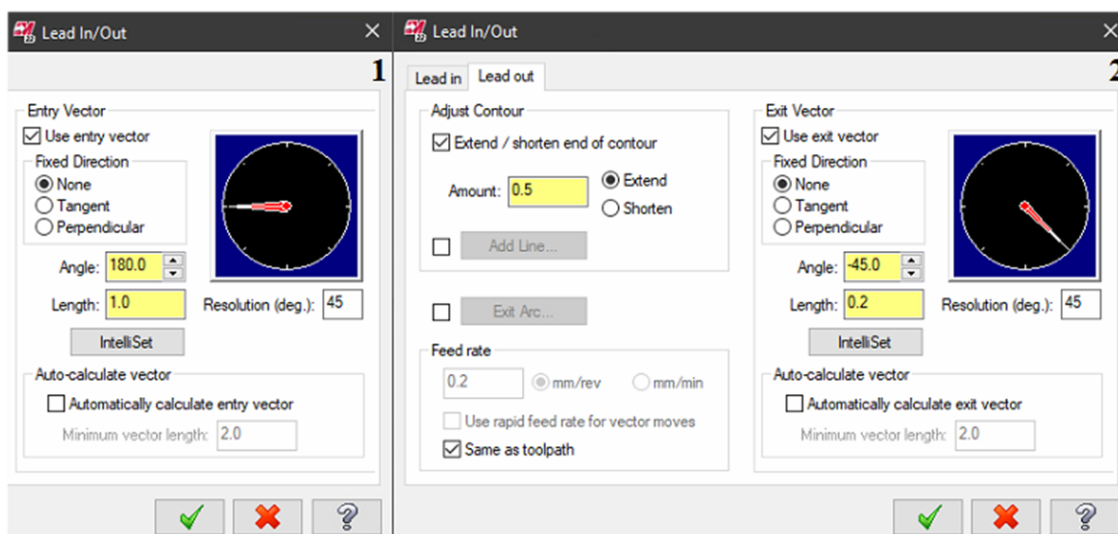 Lead In/Out
1
Entry Vector
Use entry vector
Fixed Direction
None
Tangent
Perpendicular
Angle: 180.0
Length: 1.0
Resolution (deg.): 45
IntelliSet
Auto-calculate vector
Automatically calculate entry vector
Minimum vector length: 2.0
Lead In/Out
2
Lead in Lead out
Adjust Contour
Extend / shorten end of contour
Amount: 0.5
Extend
Shorten
Add Line...
Exit Arc...
Feed rate
0.2 mm/rev mm/min
Use rapid feed rate for vector moves
Same as toolpath
Exit Vector
Use exit vector
Fixed Direction
None
Tangent
Perpendicular
Angle: -45.0
Length: 0.2
Resolution (deg.): 45
IntelliSet
Auto-calculate vector
Automatically calculate exit vector
Minimum vector length: 2.0